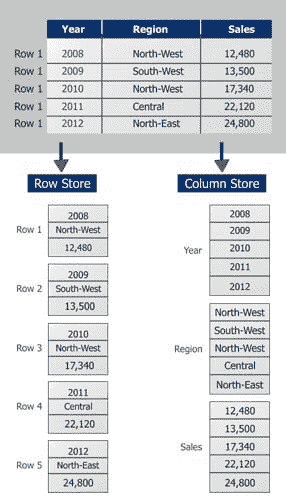 Year Region Sales
Row 1 2008 North-West 12,480
Row 1 2009 South-West 13,500
Row 1 2010 North-West 17,340
Row 1 2011 Central 22,120
Row 1 2012 North-East 24,800
Row Store
Row 1
2008
North-West
12,480
Row 2
2009
South-West
13,500
Row 3
2010
North-West
17,340
Row 4
2011
Central
22,120
Row 5
2012
North-East
24,800
Column Store
Year
2008
2009
2010
2011
2012
Region
North-West
South-West
North-West
Central
North-East
Sales
12,480
13,500
17,340
22,120
24,800